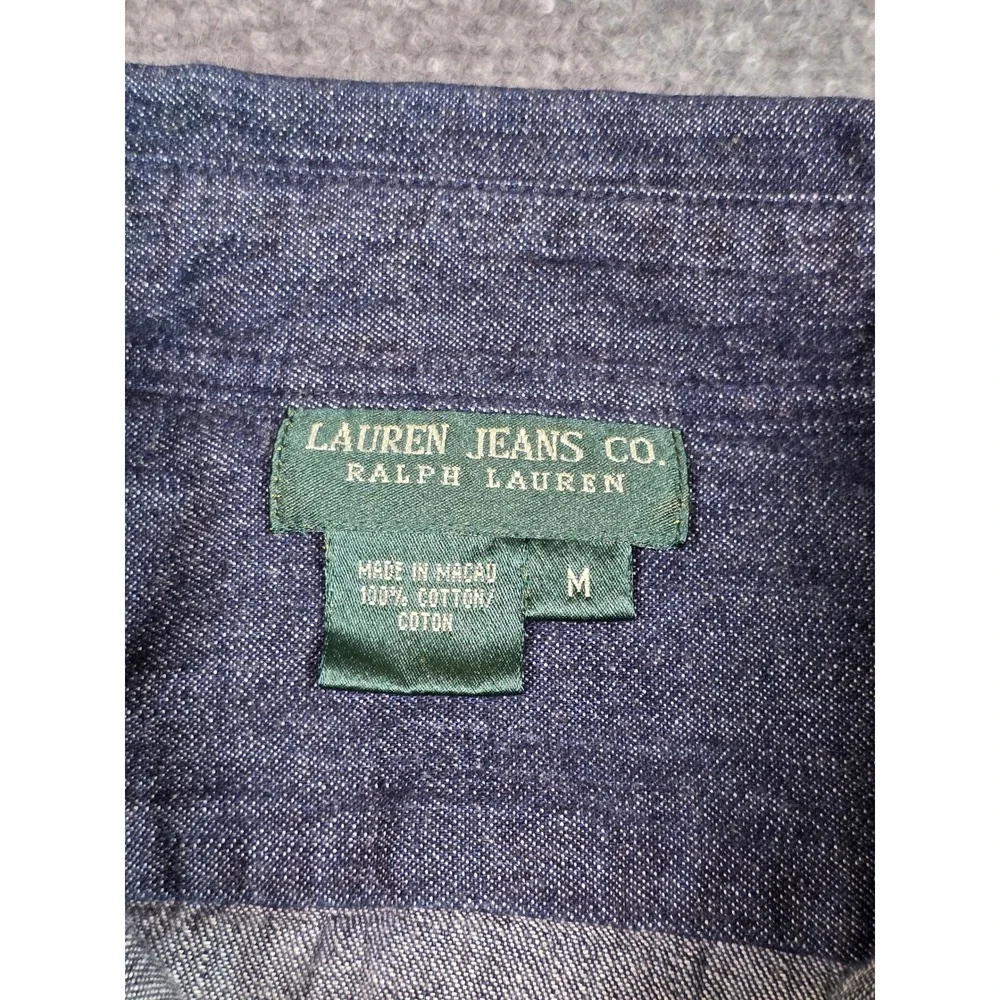 LAUREN JEANS CO.
RALPH LAUREN
MADE IN MACAU
100% COTTON/
COTON
M